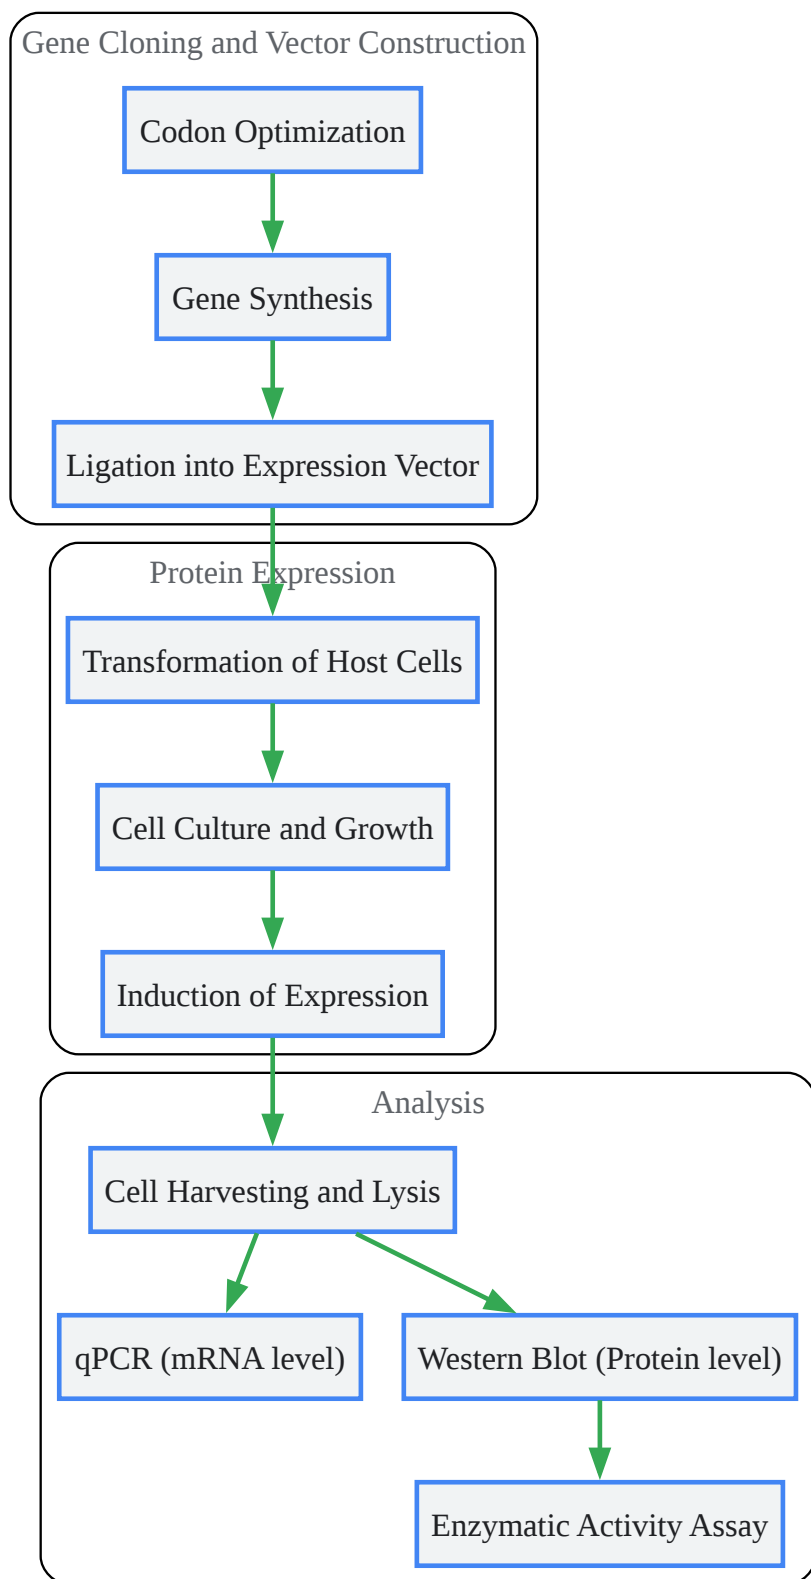 Gene Cloning and Vector Construction
Codon Optimization
Gene Synthesis
Ligation into Expression Vector
Protein Expression
Transformation of Host Cells
Cell Culture and Growth
Induction of Expression
Analysis
Cell Harvesting and Lysis
qPCR (mRNA level)
Western Blot (Protein level)
Enzymatic Activity Assay